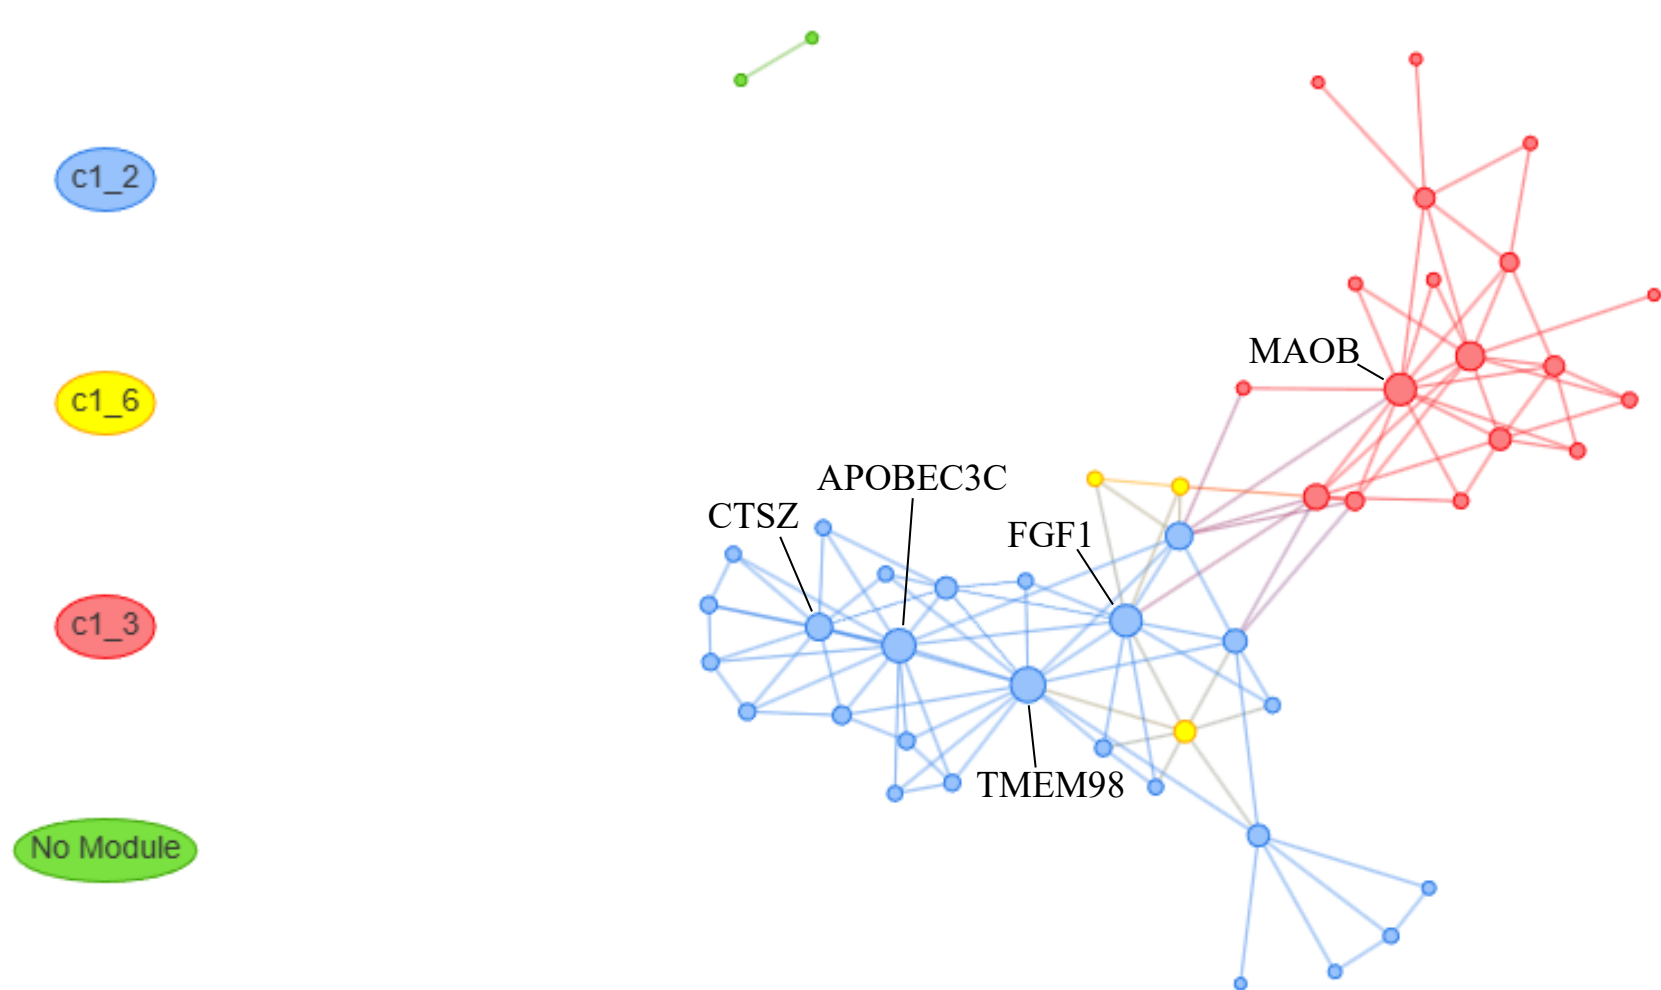 c1_2
c1_6
c1_3
No Module
MAOB
APOBEC3C
CTSZ
FGF1
TMEM98